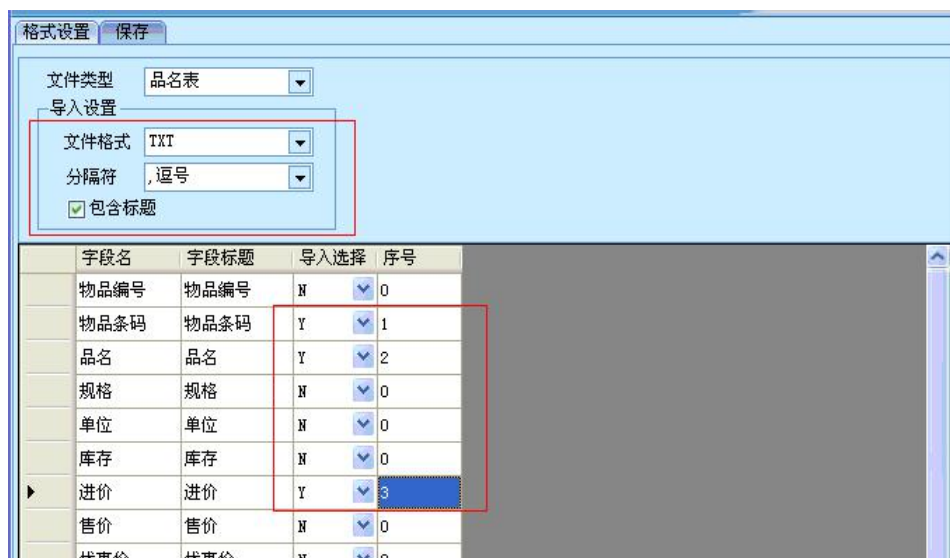 格式设置 保存
文件类型 品名表
导入设置
文件格式 TXT
分隔符 ,逗号
包含标题
字段名 字段标题 导入选择 序号
物品编号 物品编号 N 0
物品条码 物品条码 Y 1
品名 品名 Y 2
规格 规格 N 0
单位 单位 N 0
库存 库存 N 0
进价 进价 Y 3
售价 售价 N 0